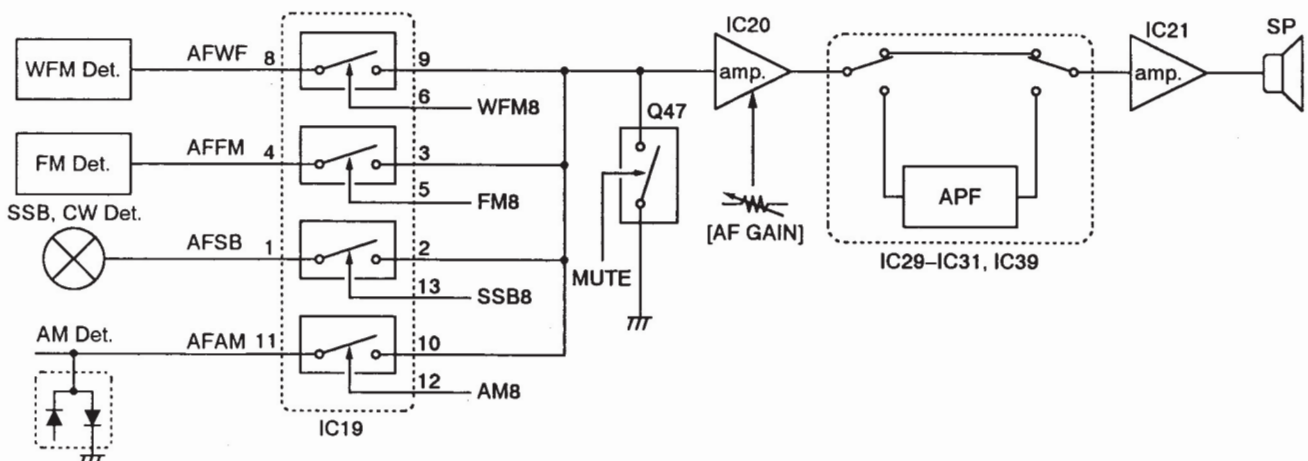 IC20
IC21
SP
AFWF 8
9
WFM Det.
amp.
amp.
6
WFM8
Q47
AFFM 4
3
FM Det.
5
FM8
APF
SSB, CW Det.
[AF GAIN]
AFSB 1
2
IC29–IC31, IC39
MUTE
13
SSB8
AM Det.
AFAM 11
10
12
AM8
IC19